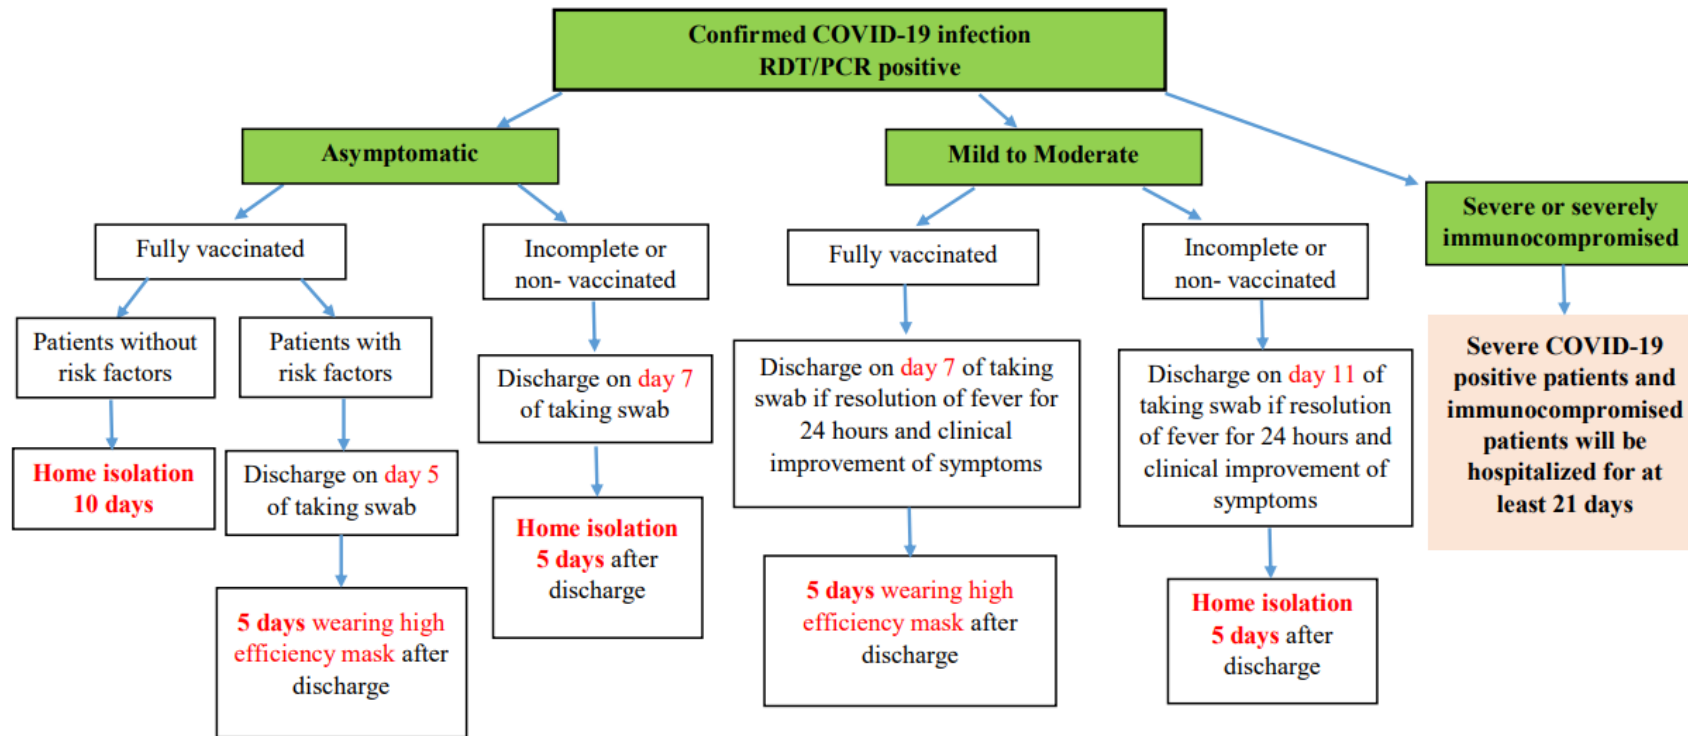 Confirmed COVID-19 infection
RDT/PCR positive
Asymptomatic
Mild to Moderate
Severe or severely
immunocompromised
Fully vaccinated
Incomplete or
non- vaccinated
Fully vaccinated
Incomplete or
non- vaccinated
Patients without
risk factors
Patients with
risk factors
Discharge on day 7
of taking swab
Discharge on day 7 of taking
swab if resolution of fever for
24 hours and clinical
improvement of symptoms
Discharge on day 11 of
taking swab if resolution
of fever for 24 hours and
clinical improvement of
symptoms
Severe COVID-19
positive patients and
immunocompromised
patients will be
hospitalized for at
least 21 days
Home isolation
10 days
Discharge on day 5
of taking swab
Home isolation
5 days after
discharge
5 days wearing high
efficiency mask after
discharge
5 days wearing high
efficiency mask after
discharge
Home isolation
5 days after
discharge